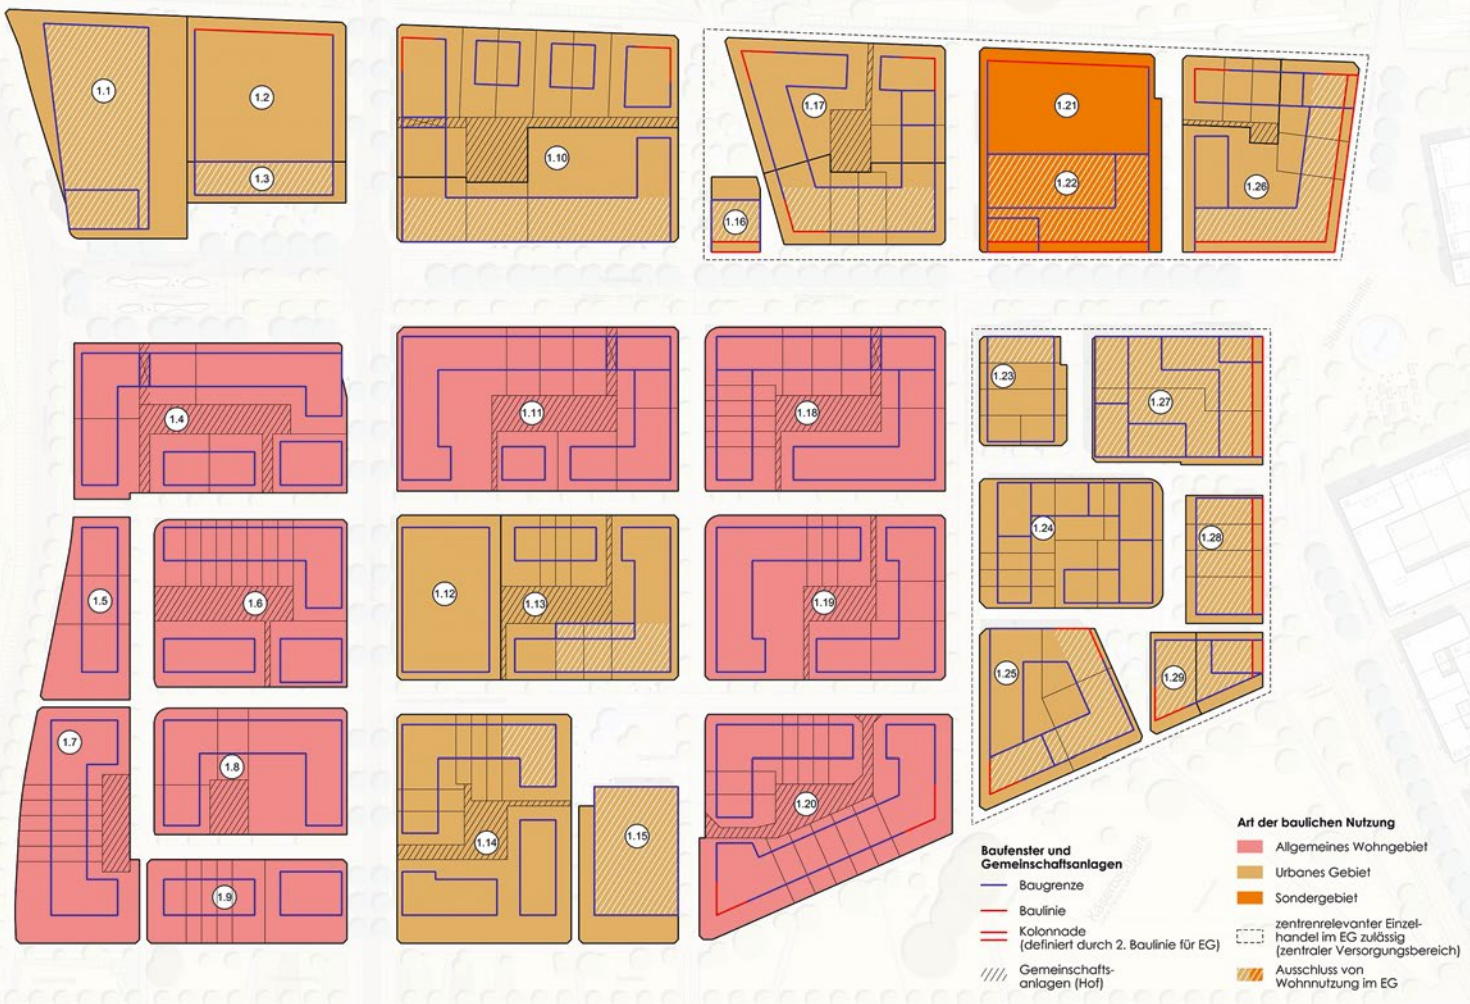 1.1
1.2
1.3
1.10
1.17
1.16
1.21
1.22
1.26
1.4
1.11
1.18
1.23
1.27
1.5
1.6
1.12
1.13
1.19
1.24
1.28
1.25
1.29
1.7
1.8
1.9
1.14
1.15
1.20
Stadtbalkon
Baufenster und
Gemeinschaftsanlagen
Baugrenze
Baulinie
Kolonnade
(definiert durch 2. Baulinie für EG)
Gemeinschafts-
anlagen (Hof)
Art der baulichen Nutzung
Allgemeines Wohngebiet
Urbanes Gebiet
Sondergebiet
zentrenrelevanter Einzel-
handel im EG zulässig
(zentraler Versorgungsbereich)
Ausschluss von
Wohnnutzung im EG